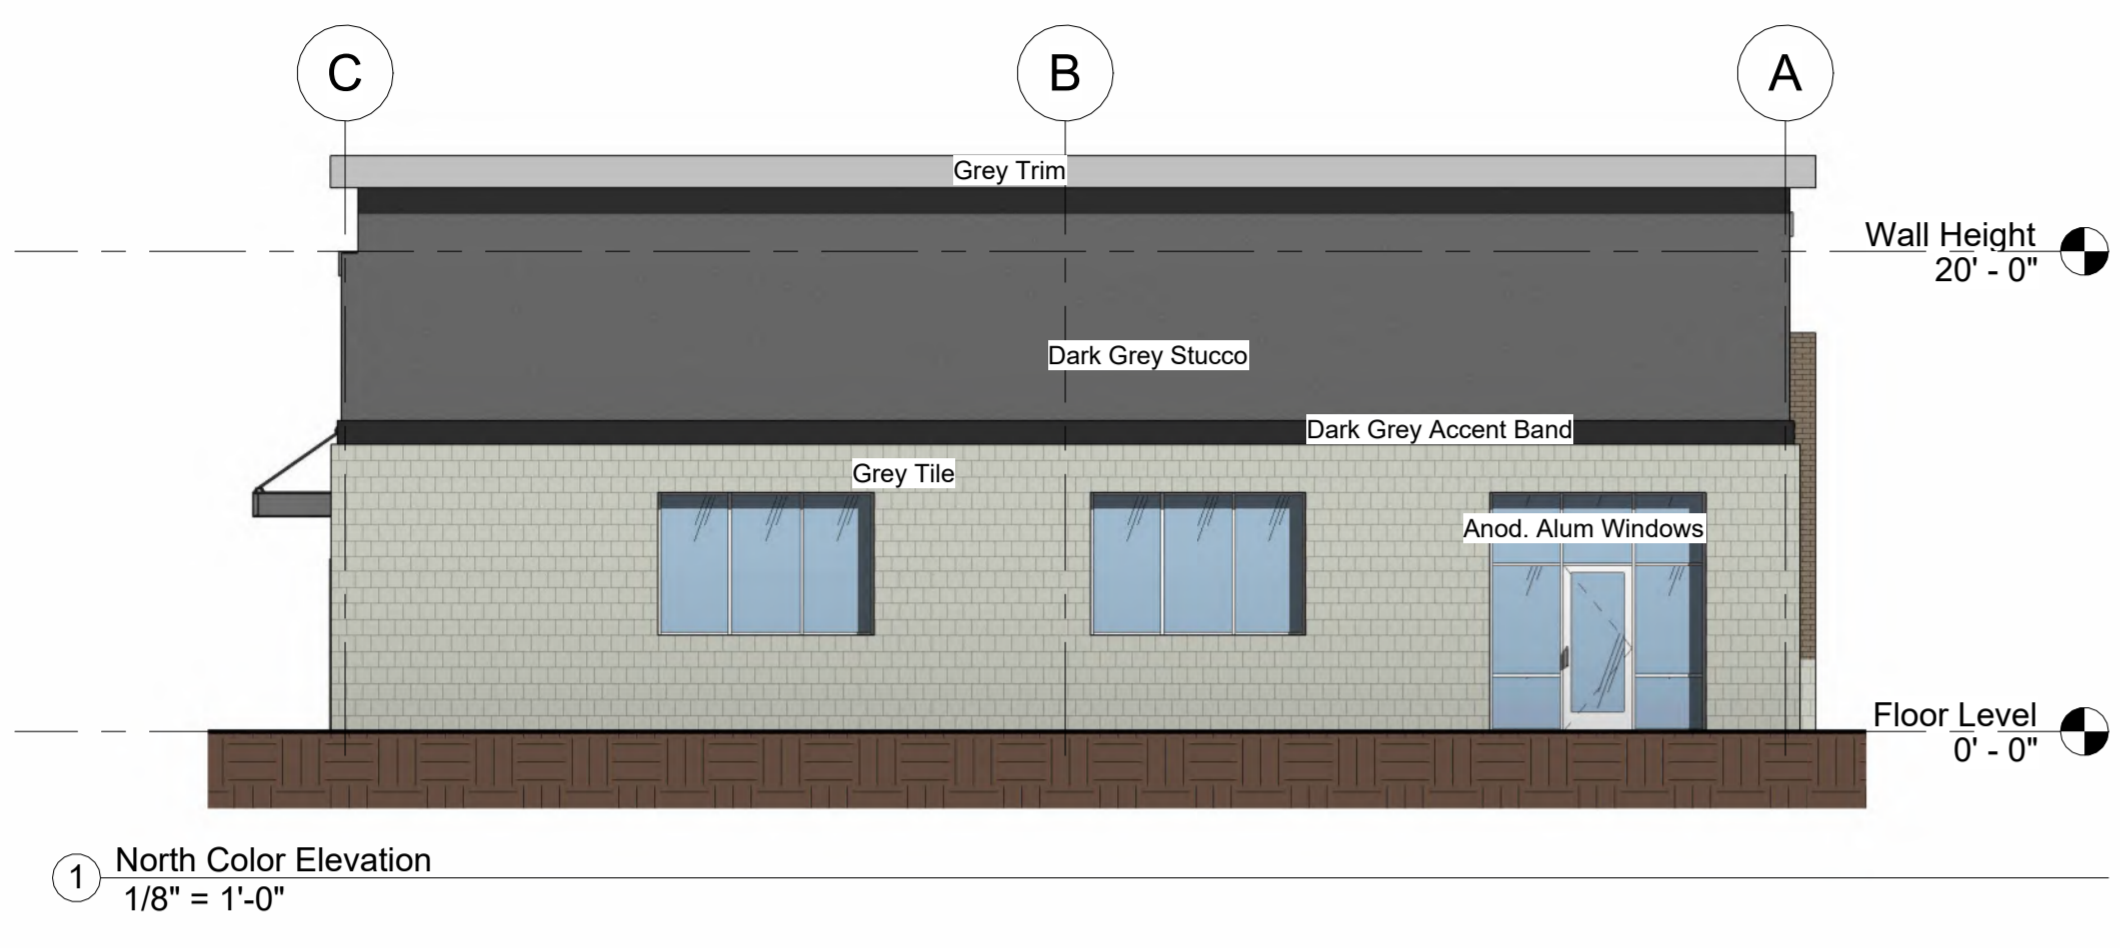 C
B
A
Grey Trim
Wall Height
20' - 0"
Dark Grey Stucco
Dark Grey Accent Band
Grey Tile
Anod. Alum Windows
Floor Level
0' - 0"
1
North Color Elevation
1/8" = 1'-0"